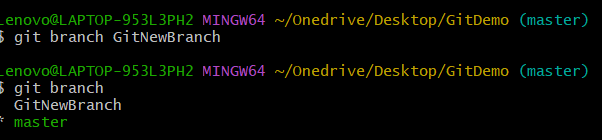 Lenovo@LAPTOP-953L3PH2 MINGW64 ~/Onedrive/Desktop/GitDemo (master)
$ git branch GitNewBranch
Lenovo@LAPTOP-953L3PH2 MINGW64 ~/Onedrive/Desktop/GitDemo (master)
$ git branch
GitNewBranch
* master